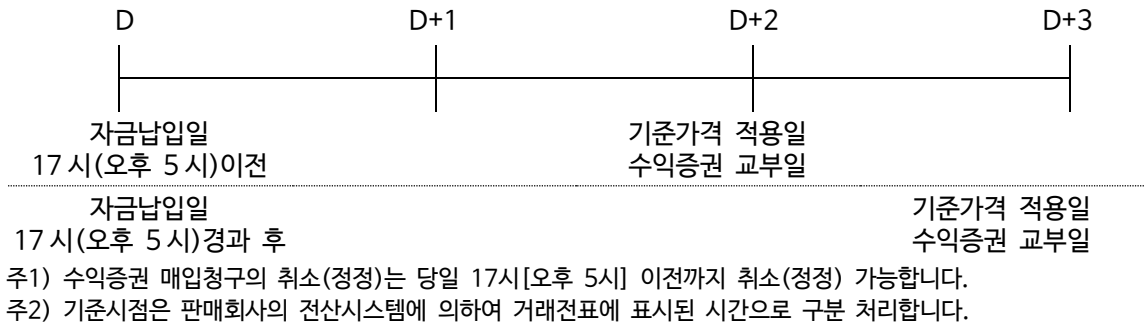 D D+1 D+2 D+3
자금납입일 기준가격 적용일
17시(오후 5시)이전 수익증권 교부일
자금납입일 기준가격 적용일
17시(오후 5시)경과 후 수익증권 교부일
주1) 수익증권 매입청구의 취소(정정)는 당일 17시[오후 5시] 이전까지 취소(정정) 가능합니다.
주2) 기준시점은 판매회사의 전산시스템에 의하여 거래전표에 표시된 시간으로 구분 처리합니다.